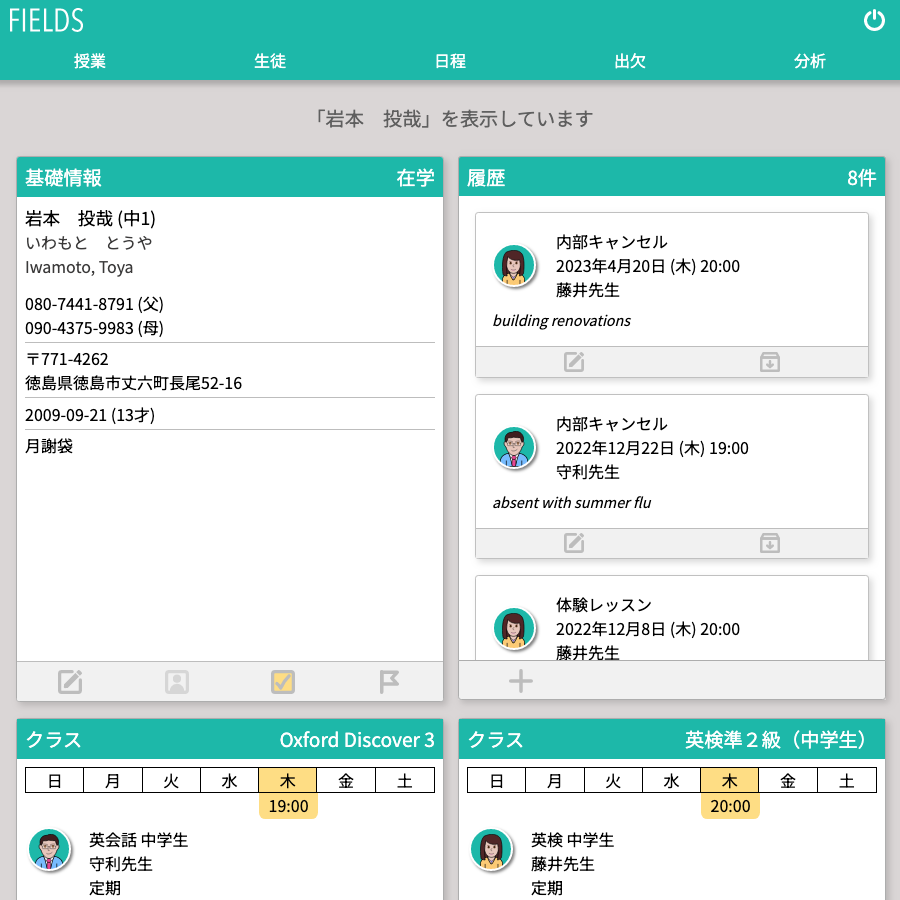 FIELDS
授業
生徒
日程
出欠
分析
「岩本　投哉」を表示しています
基礎情報
在学
岩本　投哉 (中1)
いわもと　とうや
Iwamoto, Toya
080-7441-8791 (父)
090-4375-9983 (母)
〒771-4262
徳島県徳島市丈六町長尾52-16
2009-09-21 (13才)
月謝袋
履歴
8件
内部キャンセル
2023年4月20日 (木) 20:00
藤井先生
building renovations
内部キャンセル
2022年12月22日 (木) 19:00
守利先生
absent with summer flu
体験レッスン
2022年12月8日 (木) 20:00
藤井先生
クラス
Oxford Discover 3
日 月 火 水 木 金 土
19:00
英会話 中学生
守利先生
定期
クラス
英検準２級（中学生）
日 月 火 水 木 金 土
20:00
英検 中学生
藤井先生
定期